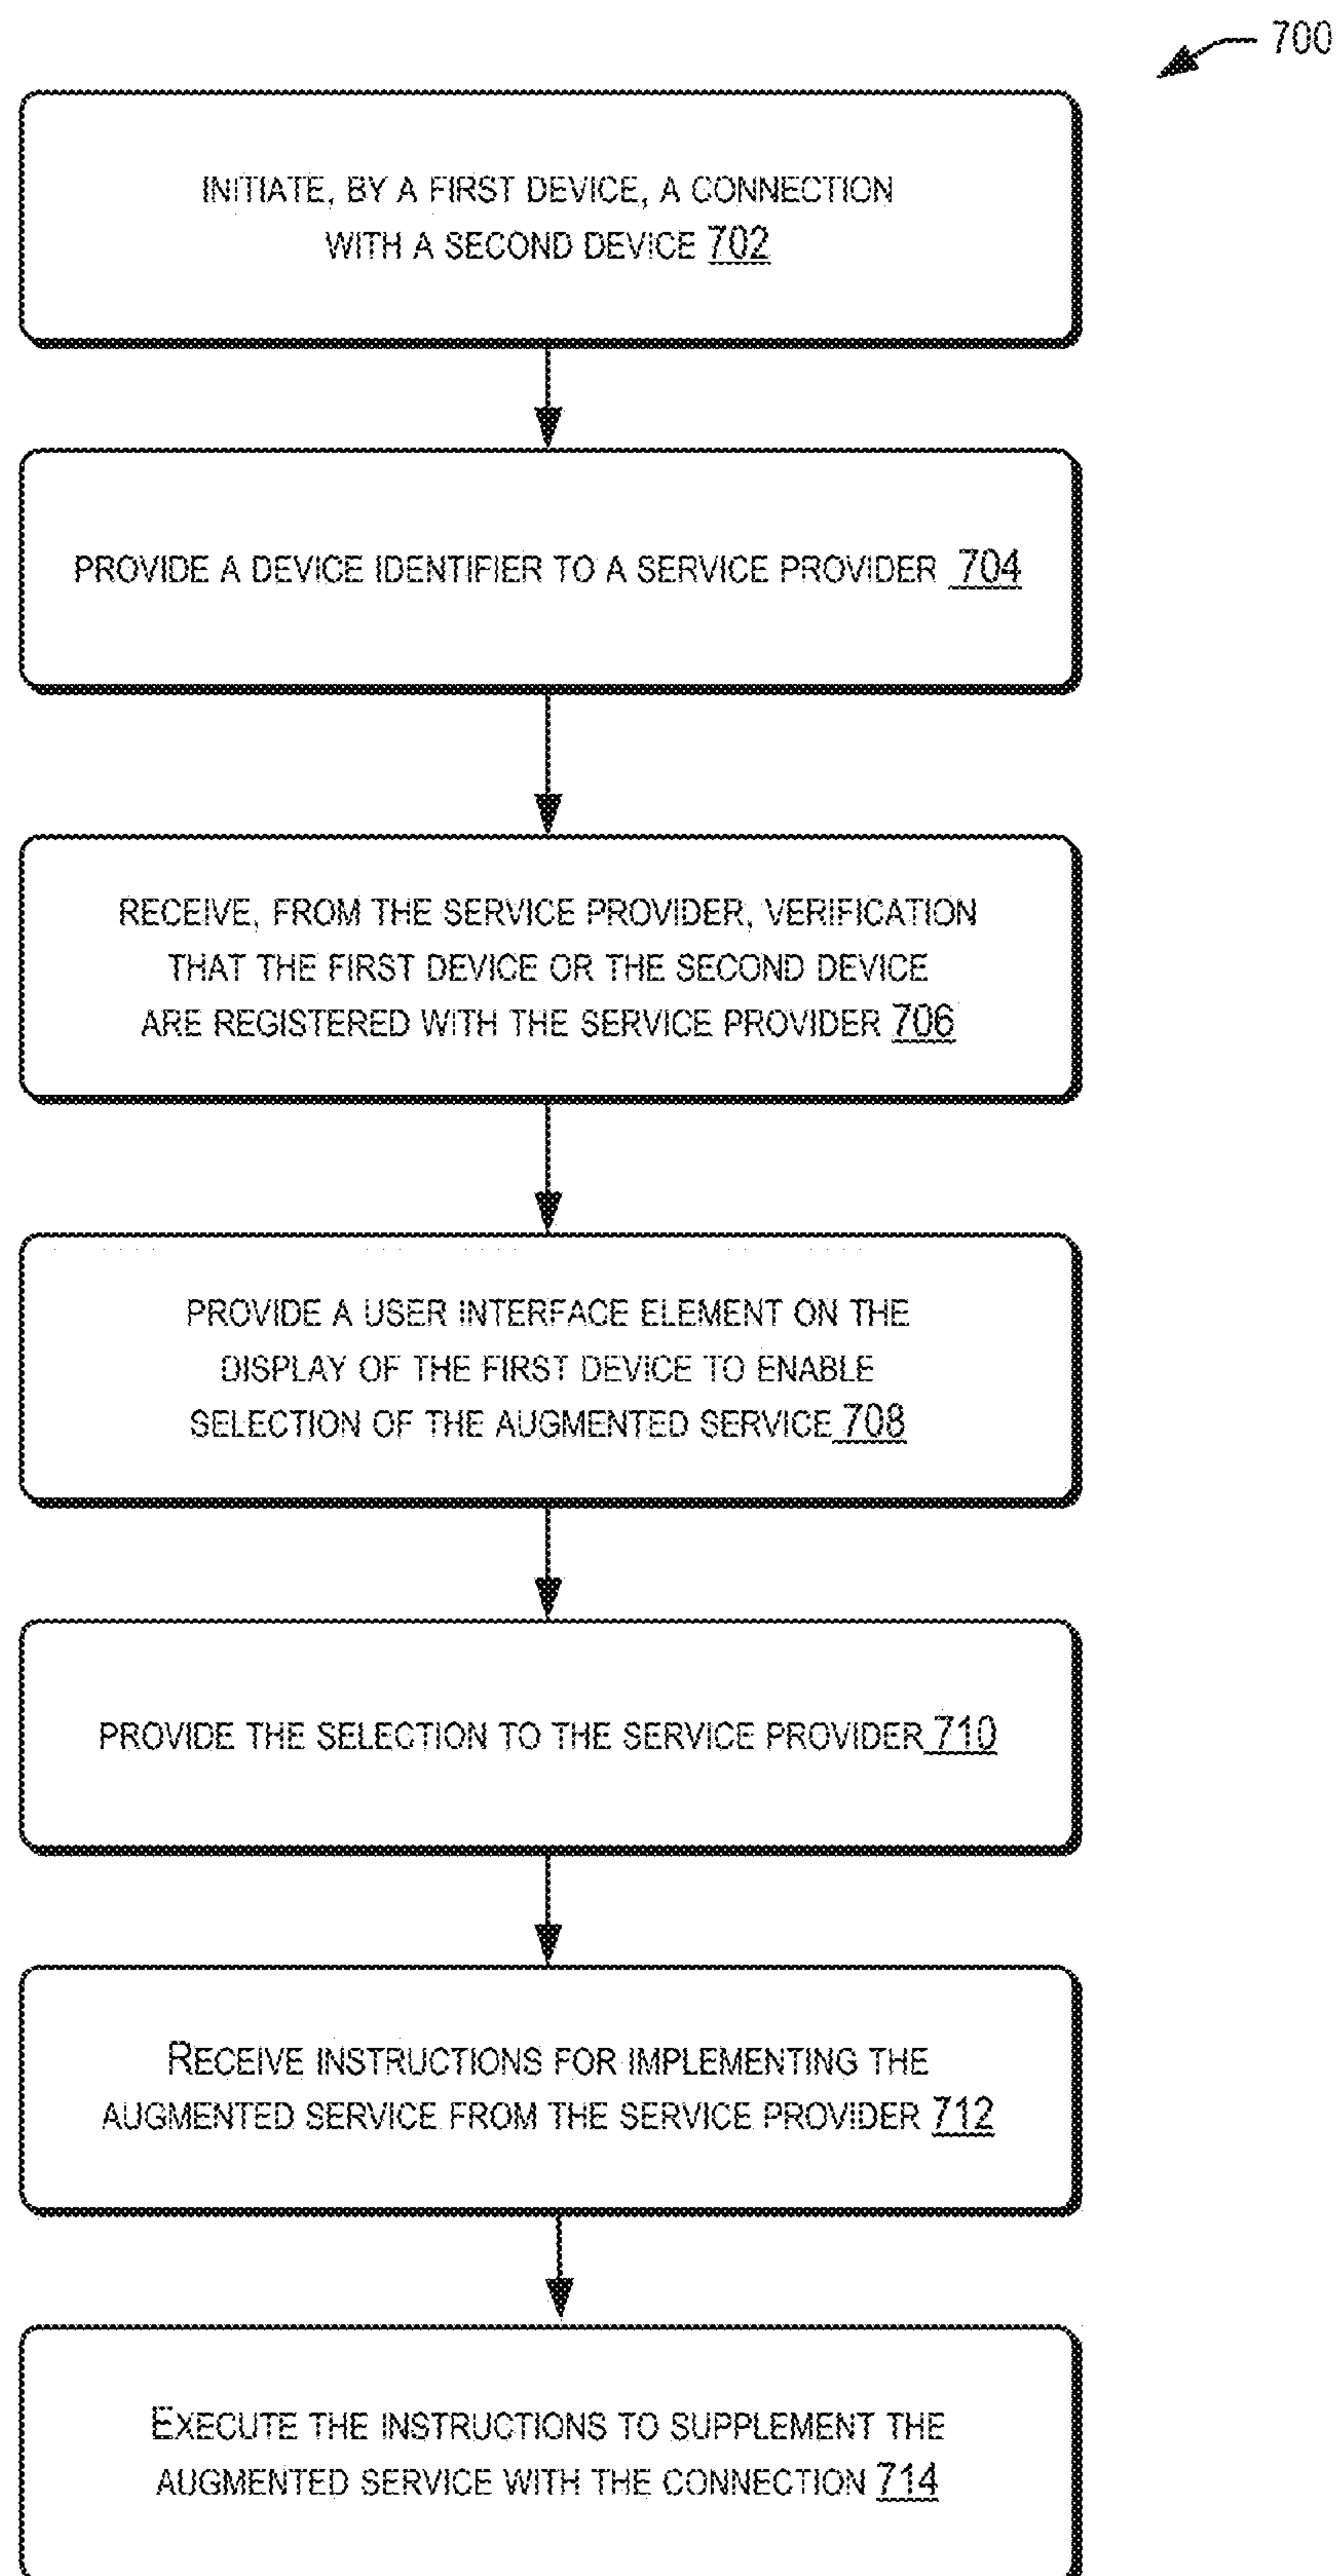 700
INITIATE, BY A FIRST DEVICE, A CONNECTION
WITH A SECOND DEVICE 702
PROVIDE A DEVICE IDENTIFIER TO A SERVICE PROVIDER 704
RECEIVE, FROM THE SERVICE PROVIDER, VERIFICATION
THAT THE FIRST DEVICE OR THE SECOND DEVICE
ARE REGISTERED WITH THE SERVICE PROVIDER 706
PROVIDE A USER INTERFACE ELEMENT ON THE
DISPLAY OF THE FIRST DEVICE TO ENABLE
SELECTION OF THE AUGMENTED SERVICE 708
PROVIDE THE SELECTION TO THE SERVICE PROVIDER 710
RECEIVE INSTRUCTIONS FOR IMPLEMENTING THE
AUGMENTED SERVICE FROM THE SERVICE PROVIDER 712
EXECUTE THE INSTRUCTIONS TO SUPPLEMENT THE
AUGMENTED SERVICE WITH THE CONNECTION 714